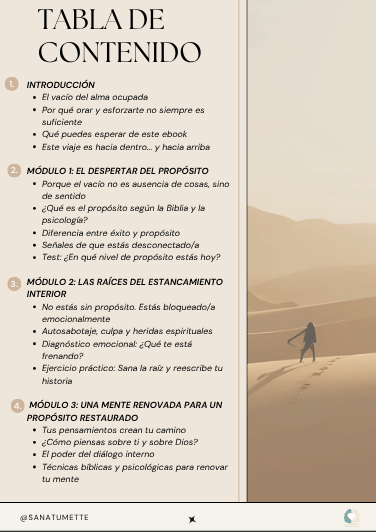 TABLA DE
CONTENIDO
1. INTRODUCCIÓN
• El vacío del alma ocupada
• Por qué orar y esforzarte no siempre es
suficiente
• Qué puedes esperar de este ebook
• Este viaje es hacia dentro... y hacia arriba
2. MÓDULO 1: EL DESPERTAR DEL PROPÓSITO
• Porque el vacío no es ausencia de cosas, sino
de sentido
• ¿Qué es el propósito según la Biblia y la
psicología?
• Diferencia entre éxito y propósito
• Señales de que estás desconectado/a
• Test: ¿En qué nivel de propósito estás hoy?
3. MÓDULO 2: LAS RAÍCES DEL ESTANCAMIENTO
INTERIOR
• No estás sin propósito. Estás bloqueado/a
emocionalmente
• Autosabotaje, culpa y heridas espirituales
• Diagnóstico emocional: ¿Qué te está
frenando?
• Ejercicio práctico: Sana la raíz y reescribe tu
historia
4. MÓDULO 3: UNA MENTE RENOVADA PARA UN
PROPÓSITO RESTAURADO
• Tus pensamientos crean tu camino
• ¿Cómo piensas sobre ti y sobre Dios?
• El poder del diálogo interno
• Técnicas bíblicas y psicológicas para renovar
tu mente
@SANATUMETTE